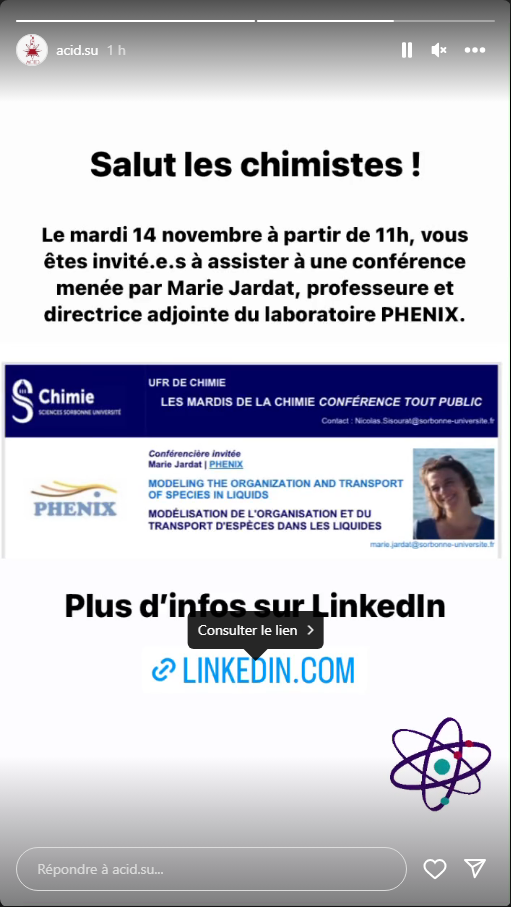 acid.su 1 h
Salut les chimistes !
Le mardi 14 novembre à partir de 11h, vous
êtes invité.e.s à assister à une conférence
menée par Marie Jardat, professeure et
directrice adjointe du laboratoire PHENIX.
S Chimie
SCIENCES SORBONNE UNIVERSITÉ
UFR DE CHIMIE
LES MARDIS DE LA CHIMIE CONFÉRENCE TOUT PUBLIC
Contact : Nicolas.Sisourat@sorbonne-universite.fr
PHENIX
Conférencière invitée
Marie Jardat | PHENIX
MODELING THE ORGANIZATION AND TRANSPORT
OF SPECIES IN LIQUIDS
MODÉLISATION DE L'ORGANISATION ET DU
TRANSPORT D'ESPÈCES DANS LES LIQUIDES
marie.jardat@sorbonne-universite.fr
Plus d'infos sur LinkedIn
Consulter le lien
LINKEDIN.COM
Répondre à acid.su...